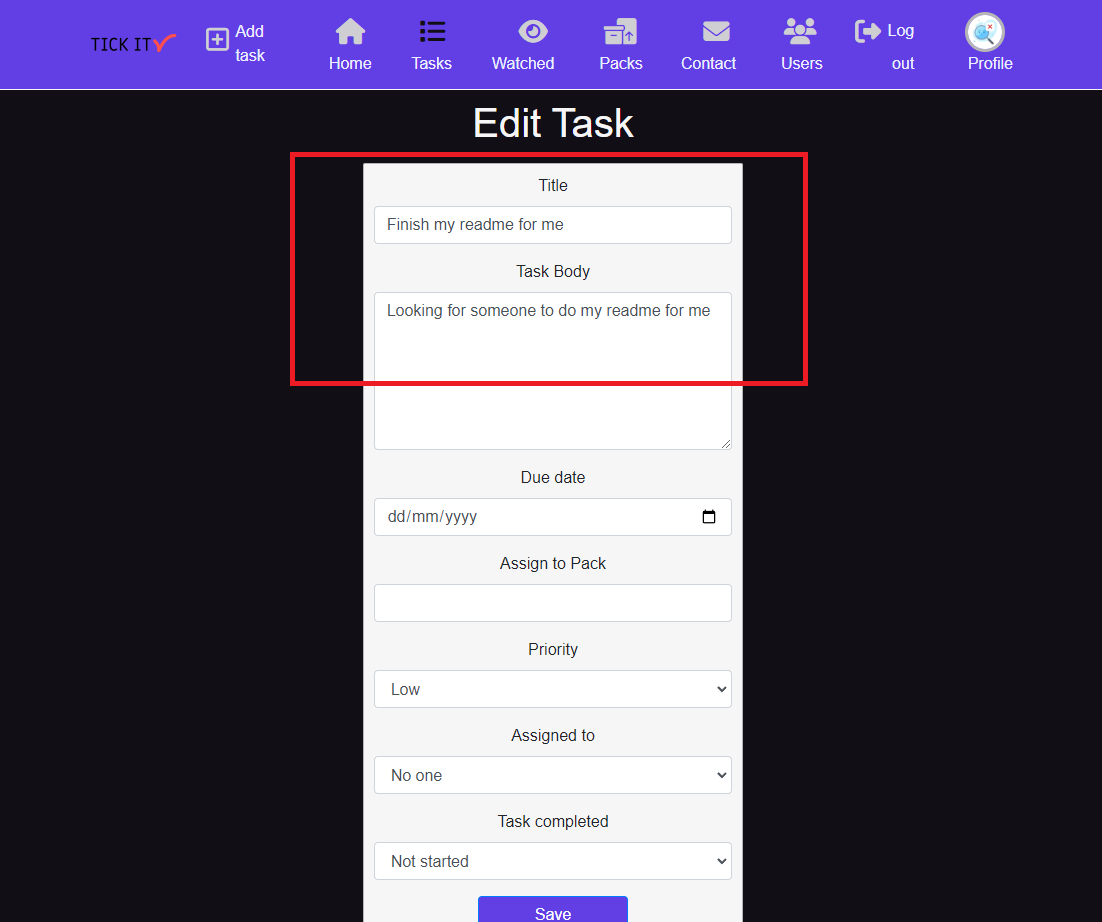 TICK IT
Add
task
Home
Tasks
Watched
Packs
Contact
Users
Log
out
Profile
Edit Task
Title
Finish my readme for me
Task Body
Looking for someone to do my readme for me
Due date
dd/mm/yyyy
Assign to Pack
Priority
Low
Assigned to
No one
Task completed
Not started
Save